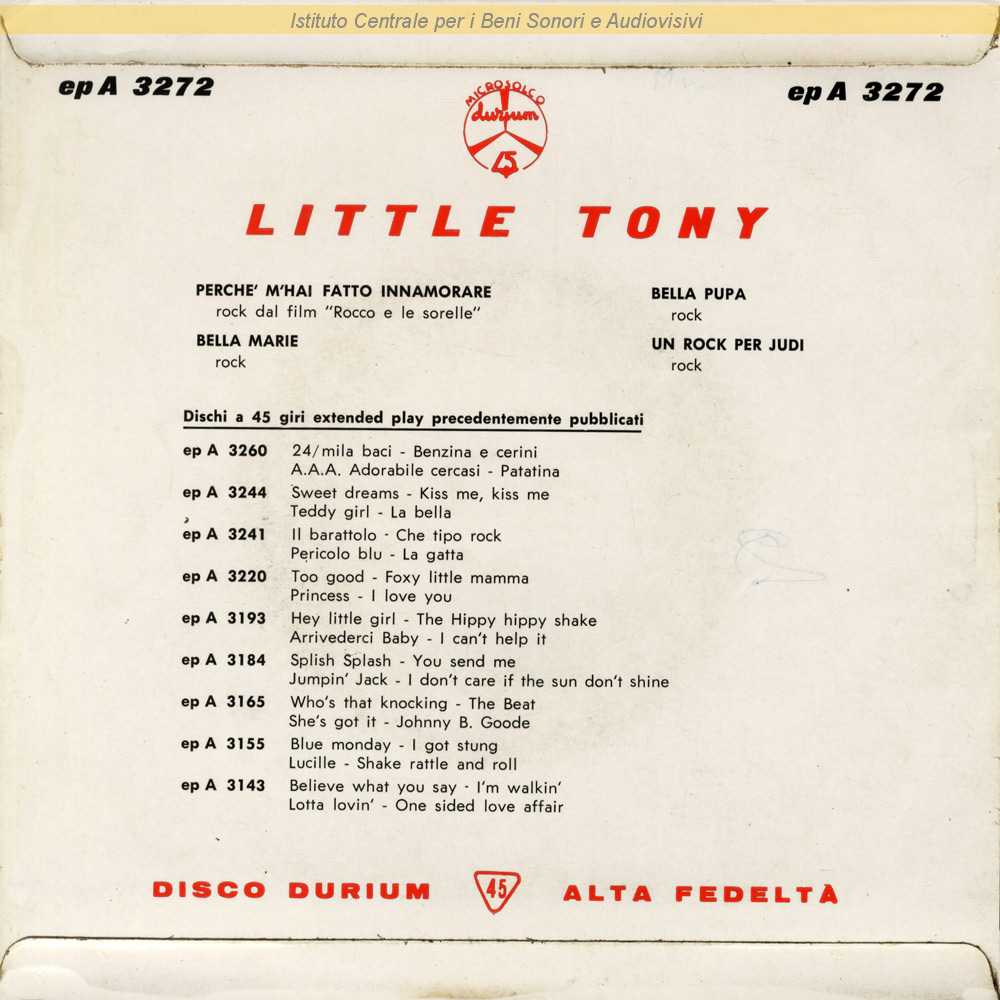 Istituto Centrale per i Beni Sonori e Audiovisivi
ep A 3272
ep A 3272
MICROSOLCO
durium
45
LITTLE TONY
PERCHE' M'HAI FATTO INNAMORARE
rock dal film "Rocco e le sorelle"
BELLA MARIE
rock
BELLA PUPA
rock
UN ROCK PER JUDI
rock
Dischi a 45 giri extended play precedentemente pubblicati
ep A 3260 24/mila baci - Benzina e cerini
A.A.A. Adorabile cercasi - Patatina
ep A 3244 Sweet dreams - Kiss me, kiss me
Teddy girl - La bella
ep A 3241 Il barattolo - Che tipo rock
Pericolo blu - La gatta
ep A 3220 Too good - Foxy little mamma
Princess - I love you
ep A 3193 Hey little girl - The Hippy hippy shake
Arrivederci Baby - I can't help it
ep A 3184 Splish Splash - You send me
Jumpin' Jack - I don't care if the sun don't shine
ep A 3165 Who's that knocking - The Beat
She's got it - Johnny B. Goode
ep A 3155 Blue monday - I got stung
Lucille - Shake rattle and roll
ep A 3143 Believe what you say - I'm walkin'
Lotta lovin' - One sided love affair
DISCO DURIUM 45 ALTA FEDELTÀ